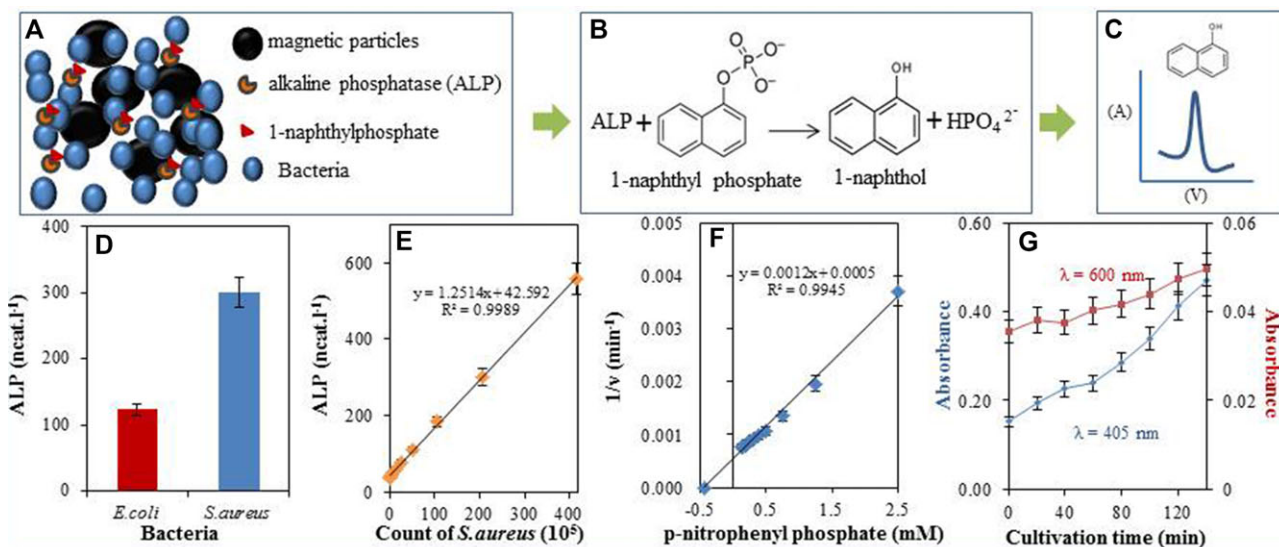 A
magnetic particles
alkaline phosphatase (ALP)
1-naphthylphosphate
Bacteria
B
O
P
O⁻
O⁻
O
OH
ALP +
+ HPO₄²⁻
1-naphthyl phosphate
1-naphthol
C
OH
(A)
(V)
D
400
300
200
100
0
ALP (ncat.l⁻¹)
E.coli
S.aureus
Bacteria
E
600
400
200
0
ALP (ncat.l⁻¹)
y = 1.2514x + 42.592
R² = 0.9989
0
100
200
300
400
Count of S.aureus (10⁵)
F
0.005
0.004
0.003
0.002
0.001
0.000
1/v (min⁻¹)
y = 0.0012x + 0.0005
R² = 0.9945
-0.5
0.5
1.5
2.5
p-nitrophenyl phosphate (mM)
G
0.60
0.40
0.20
0.00
Absorbance
λ = 600 nm
λ = 405 nm
0.06
0.04
0.02
0
Absorbance
0
40
80
120
Cultivation time (min)